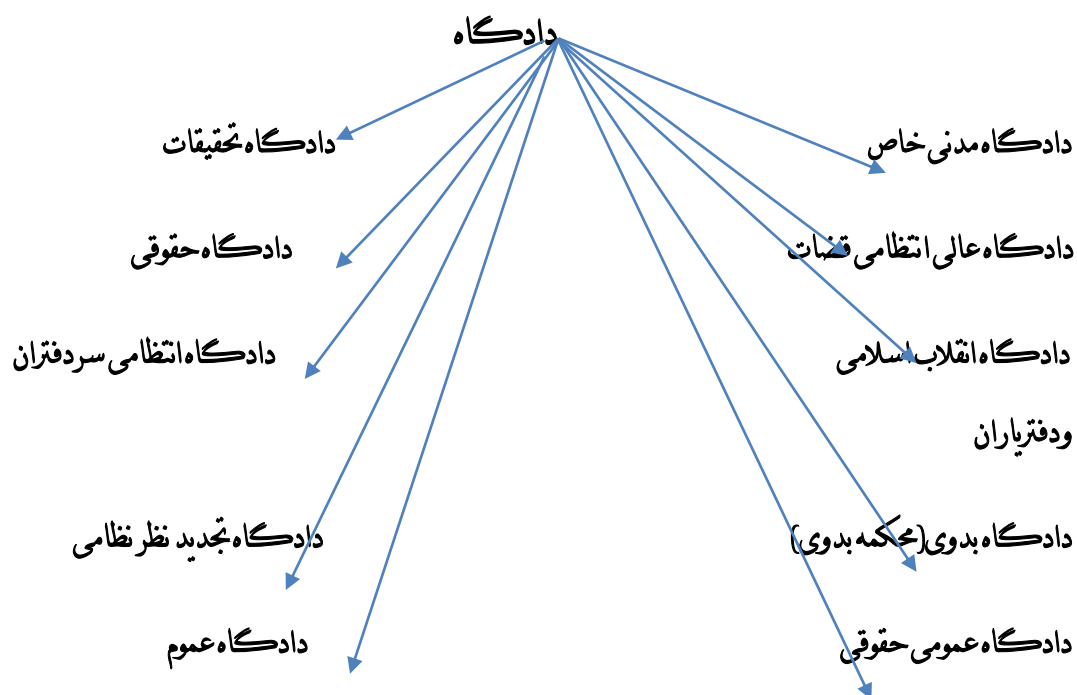 دادگاه
دادگاه مدنی خاص دادگاه تحقیقات
دادگاه عالی انتظامی قضات دادگاه حقوقی
دادگاه انقلاب اسلامی دادگاه انتظامی سردفتران
ودفتریاران
دادگاه بدوی(محکمه بدوی) دادگاه تجدید نظر نظامی
دادگاه عمومی حقوقی دادگاه عموم